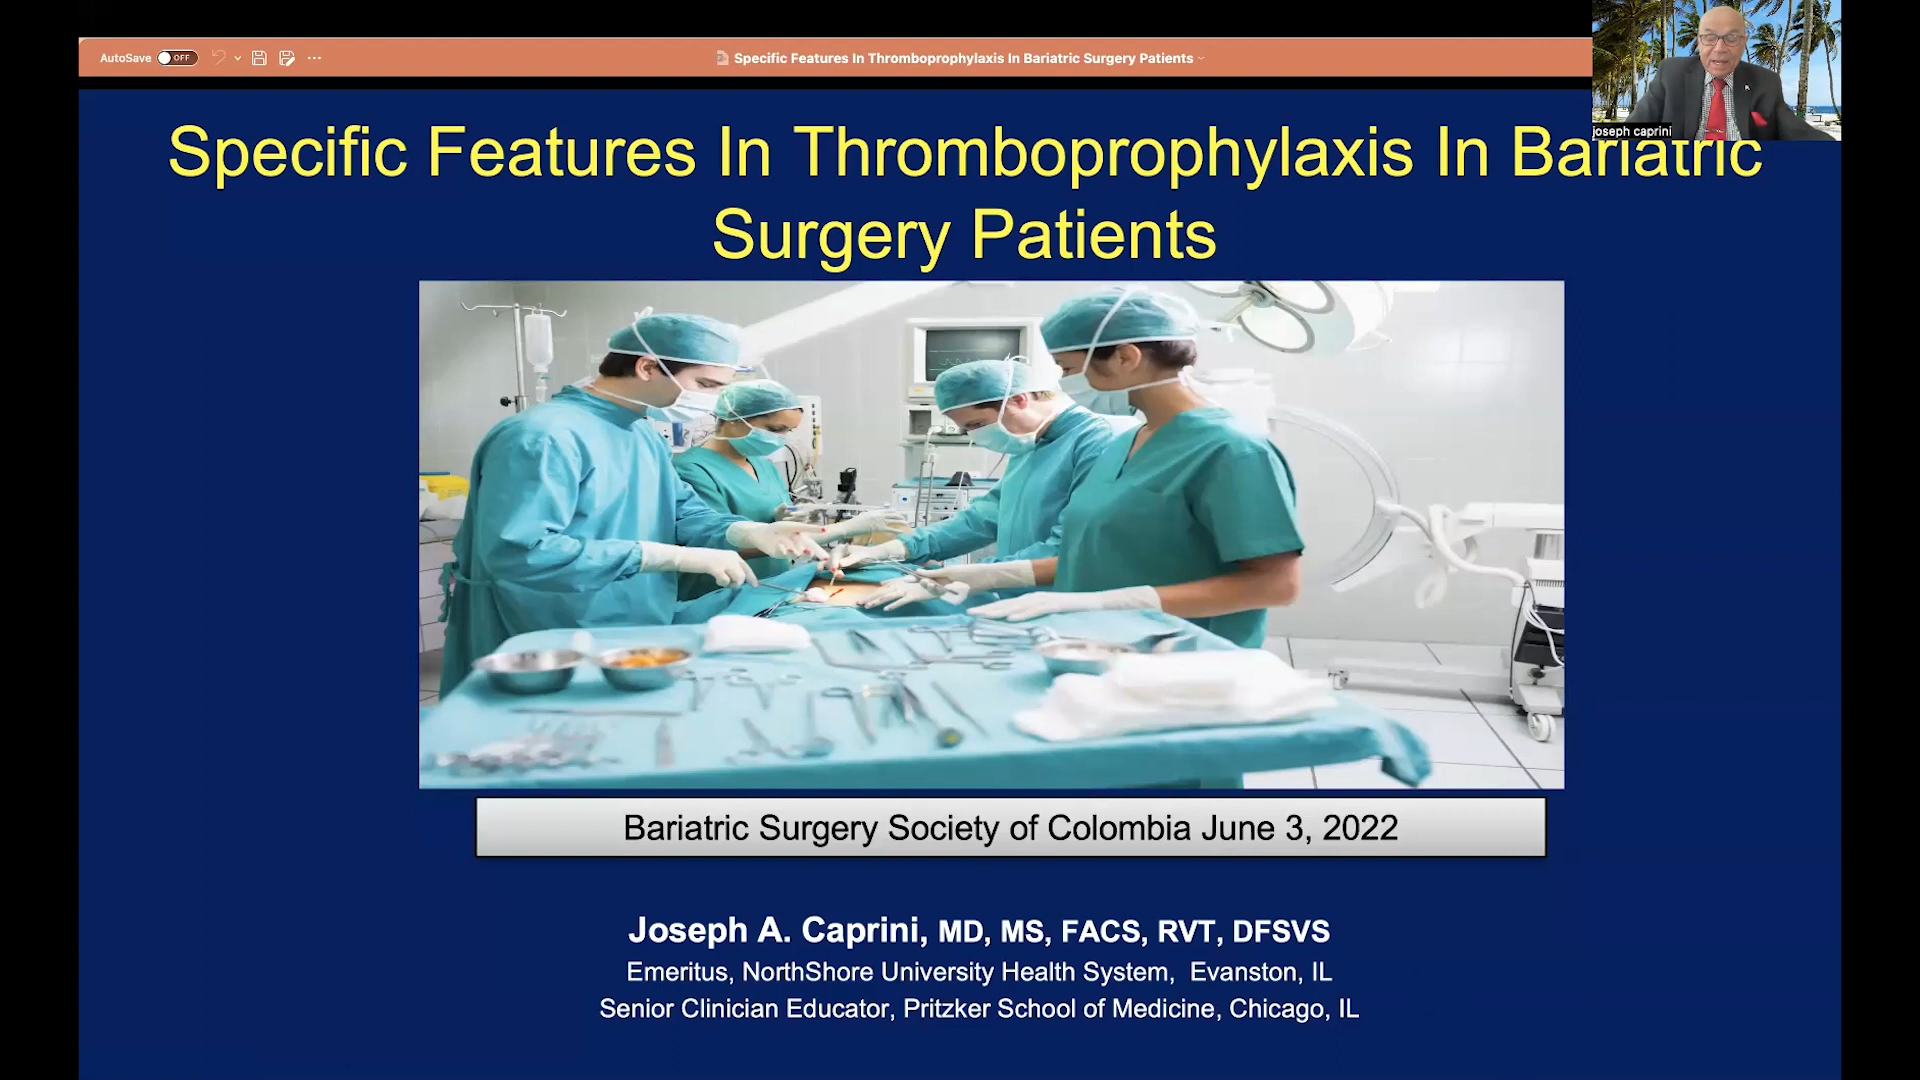 AutoSave OFF
Specific Features In Thromboprophylaxis In Bariatric Surgery Patients
joseph caprini
Specific Features In Thromboprophylaxis In Bariatric
Surgery Patients
Bariatric Surgery Society of Colombia June 3, 2022
Joseph A. Caprini, MD, MS, FACS, RVT, DFSVS
Emeritus, NorthShore University Health System, Evanston, IL
Senior Clinician Educator, Pritzker School of Medicine, Chicago, IL